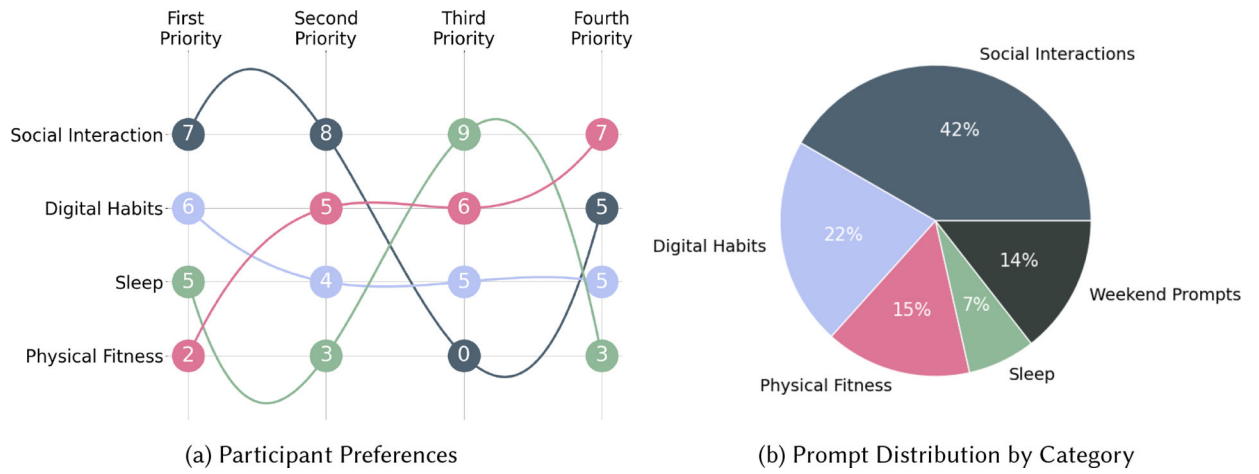 First Priority
Second Priority
Third Priority
Fourth Priority
Social Interaction
7
8
9
7
Digital Habits
6
5
6
5
Sleep
5
4
5
5
Physical Fitness
2
3
0
3
(a) Participant Preferences
Social Interactions
42%
Digital Habits
22%
14%
Weekend Prompts
15%
7%
Physical Fitness
Sleep
(b) Prompt Distribution by Category